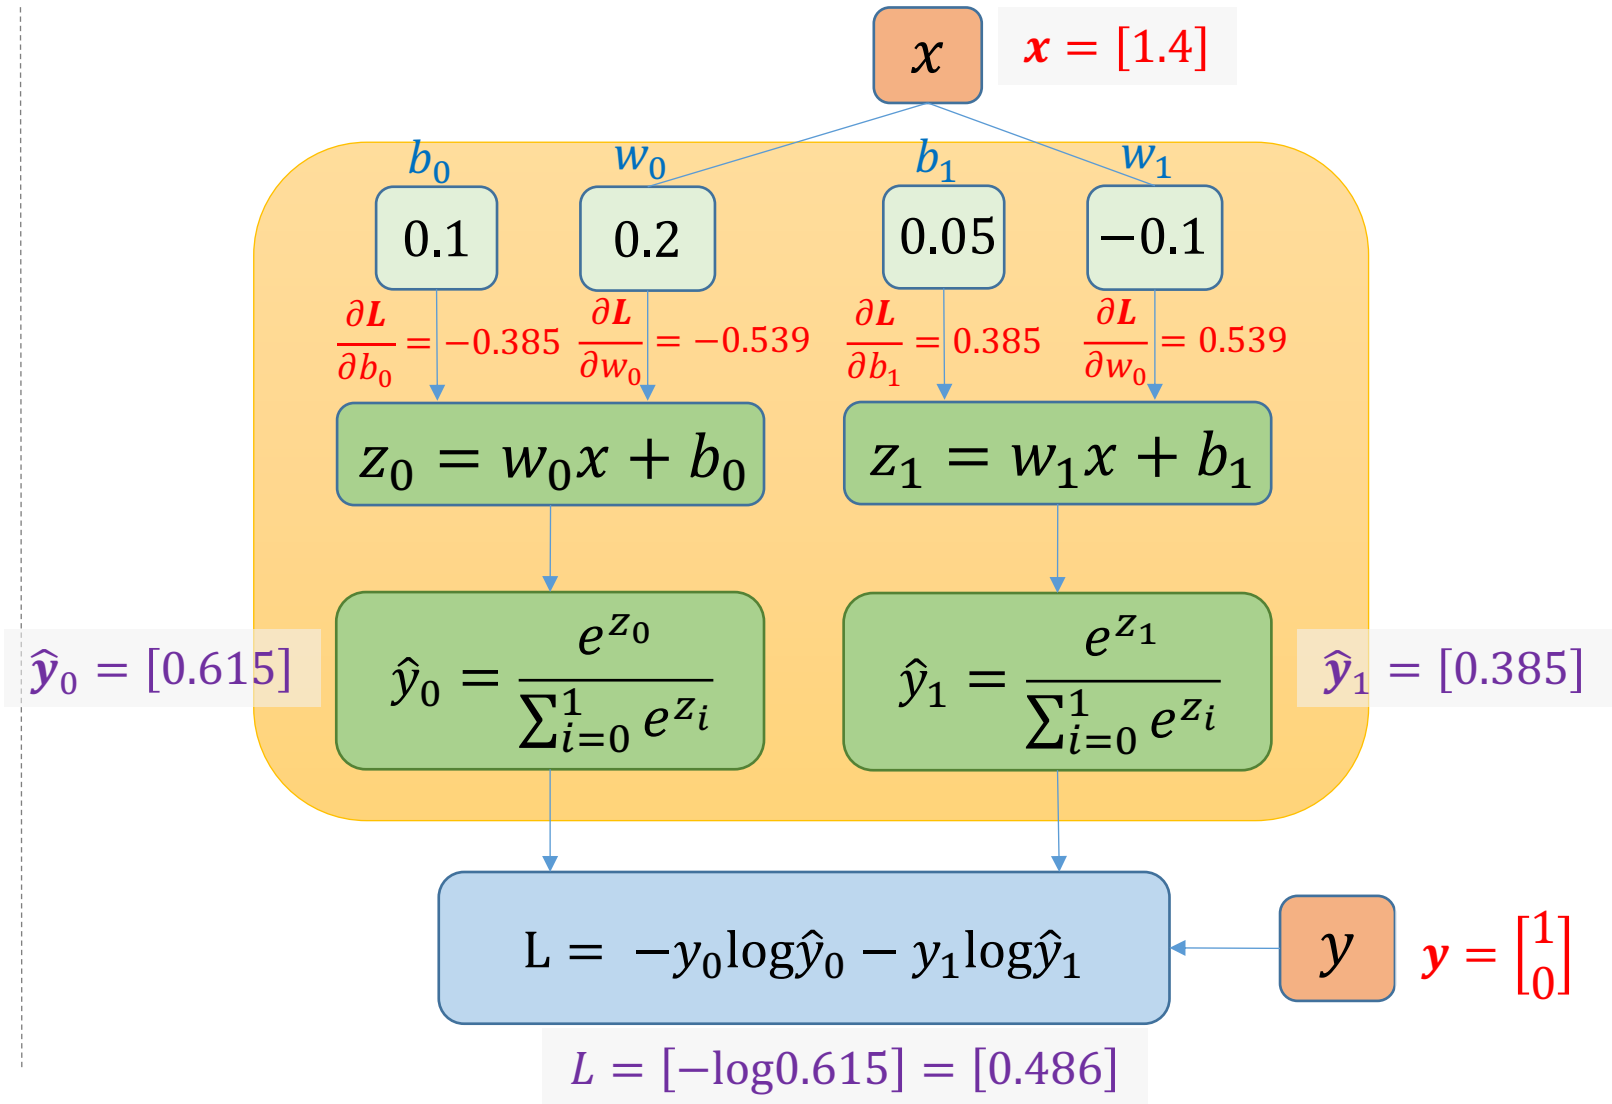 x
x = [1.4]
b₀ w₀ b₁ w₁
0.1 0.2 0.05 −0.1
∂L/∂b₀ = −0.385 ∂L/∂w₀ = −0.539 ∂L/∂b₁ = 0.385 ∂L/∂w₀ = 0.539
z₀ = w₀x + b₀ z₁ = w₁x + b₁
ŷ₀ = [0.615] ŷ₀ = e^{z₀} / ∑_{i=0}^{1} e^{z_i} ŷ₁ = e^{z₁} / ∑_{i=0}^{1} e^{z_i} ŷ₁ = [0.385]
L = −y₀logŷ₀ − y₁logŷ₁
y
y = [1 0]
L = [−log0.615] = [0.486]